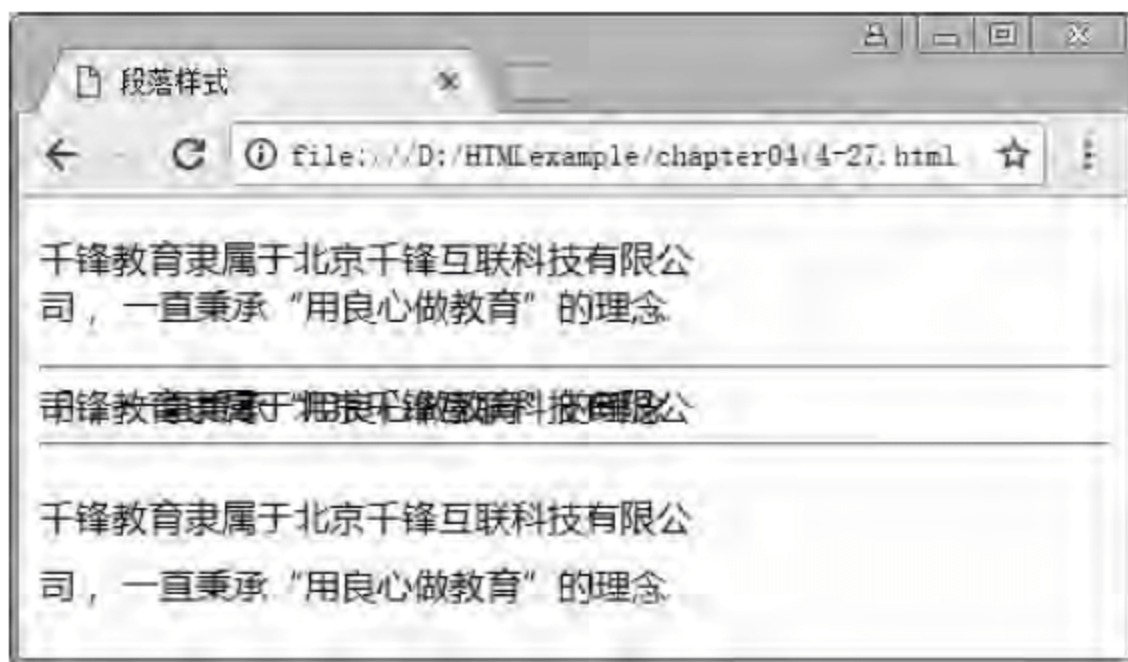 段落样式
file:///D:/HTMLexample/chapter04/4-27.html
千锋教育隶属于北京千锋互联科技有限公
司，一直秉承“用良心做教育”的理念
千锋教育隶属于北京千锋互联科技有限公
司，一直秉承“用良心做教育”的理念